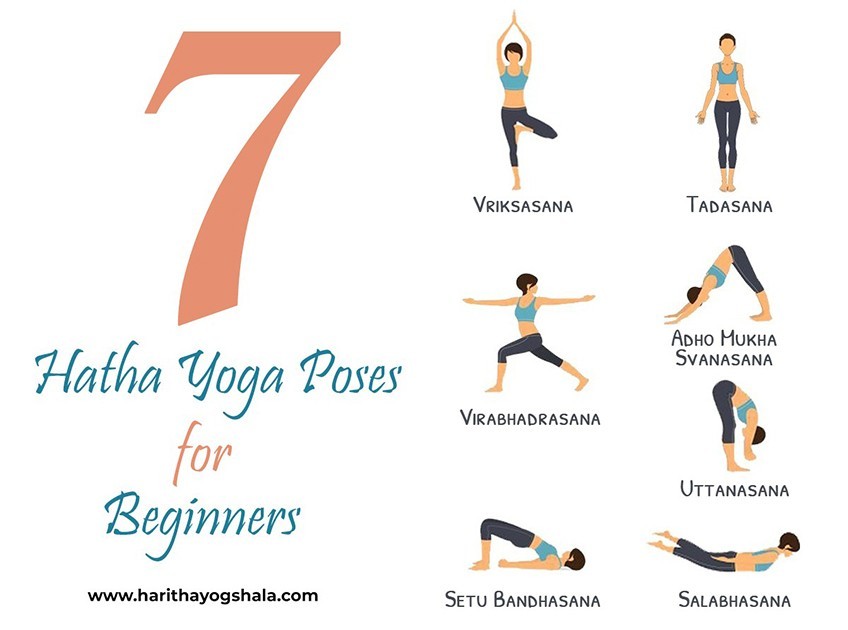 7
Hatha Yoga Poses
for
Beginners
www.harithayogshala.com
VRIKSASANA
TADASANA
VIRABHADRASANA
ADHO MUKHA
SVANASANA
UTTANASANA
SETU BANDHASANA
SALABHASANA